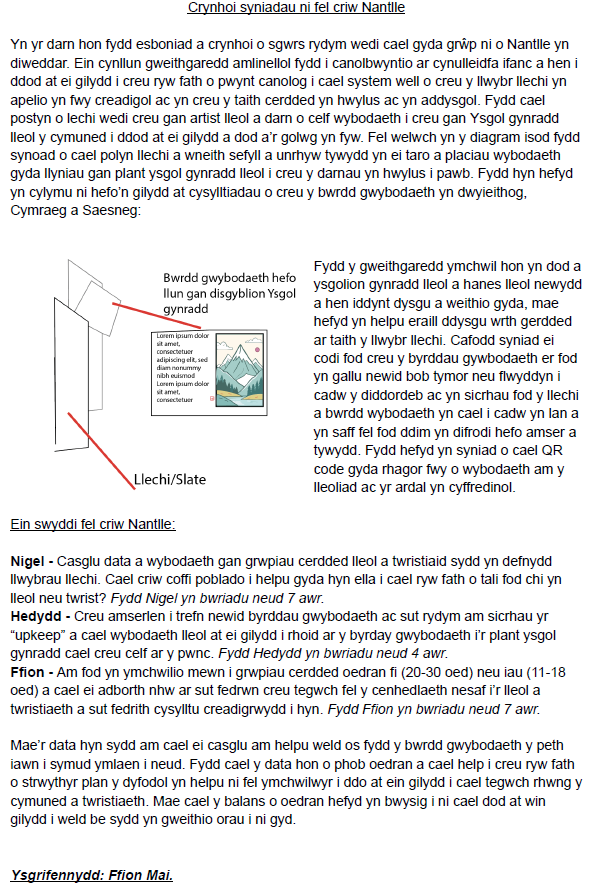 Crynhoi syniadau ni fel criw Nantlle
Yn yr darn hon fydd esboniad a crynhoi o sgwrs rydym wedi cael gyda grŵp ni o Nantlle yn
diweddar. Ein cynllun gweithgaredd amlinellol fydd i canolbwyntio ar cynulleidfa ifanc a hen i
ddod at ei gilydd i creu ryw fath o pwynt canolog i cael system well o creu y llwybr llechi yn
apelio yn fwy creadigol ac yn creu y taith cerdded yn hwylus ac yn addysgol. Fydd cael
postyn o lechi wedi creu gan artist lleol a darn o celf wybodaeth i creu gan Ysgol gynradd
lleol y cymuned i ddod at ei gilydd a dod a'r golwg yn fyw. Fel welwch yn y diagram isod fydd
synoad o cael polyn llechi a wneith sefyll a unrhyw tywydd yn ei taro a placiau wybodaeth
gyda llyniau gan plant ysgol gynradd lleol i creu y darnau yn hwylus i pawb. Fydd hyn hefyd
yn cylymu ni hefo'n gilydd at cysylltiadau o creu y bwrdd gwybodaeth yn dwyieithog,
Cymraeg a Saesneg:
Bwrdd gwybodaeth hefo
llun gan disgyblion Ysgol
gynradd
Lorem ipsum dolor
sit amet,
consectetuer
adipiscing elit, sed
diam nonummy
nibh euismod
Lorem ipsum dolor
sit amet,
consectetuer
Llechi/Slate
Fydd y gweithgaredd ymchwil hon yn dod a
ysgolion gynradd lleol a hanes lleol newydd
a hen iddynt dysgu a weithio gyda, mae
hefyd yn helpu eraill ddysgu wrth gerdded
ar taith y llwybr llechi. Cafodd syniad ei
codi fod creu y byrddau gywbodaeth er fod
yn gallu newid bob tymor neu flwyddyn i
cadw y diddordeb ac yn sicrhau fod y llechi
a bwrdd wybodaeth yn cael i cadw yn lan a
yn saff fel fod ddim yn difrodi hefo amser a
tywydd. Fydd hefyd yn syniad o cael QR
code gyda rhagor fwy o wybodaeth am y
lleoliad ac yr ardal yn cyffredinol.
Ein swyddi fel criw Nantlle:
Nigel - Casglu data a wybodaeth gan grwpiau cerdded lleol a twristiaid sydd yn defnydd
llwybrau llechi. Cael criw coffi poblado i helpu gyda hyn ella i cael ryw fath o tali fod chi yn
lleol neu twrist? Fydd Nigel yn bwriadu neud 7 awr.
Hedydd - Creu amserlen i trefn newid byrddau gwybodaeth ac sut rydym am sicrhau yr
“upkeep” a cael wybodaeth lleol at ei gilydd i rhoid ar y byrday gwybodaeth i'r plant ysgol
gynradd cael creu celf ar y pwnc. Fydd Hedydd yn bwriadu neud 4 awr.
Ffion - Am fod yn ymchwilio mewn i grwpiau cerdded oedran fi (20-30 oed) neu iau (11-18
oed) a cael ei adborth nhw ar sut fedrwn creu tegwch fel y cenhedlaeth nesaf i'r lleol a
twristiaeth a sut fedrith cysylltu creadigrwydd i hyn. Fydd Ffion yn bwriadu neud 7 awr.
Mae'r data hyn sydd am cael ei casglu am helpu weld os fydd y bwrdd gwybodaeth y peth
iawn i symud ymlaen i neud. Fydd cael y data hon o phob oedran a cael help i creu ryw fath
o strwythyr plan y dyfodol yn helpu ni fel ymchwilwyr i ddo at ein gilydd i cael tegwch rhwng y
cymuned a twristiaeth. Mae cael y balans o oedran hefyd yn bwysig i ni cael dod at win
gilydd i weld be sydd yn gweithio orau i ni gyd.
Ysgrifennydd: Ffion Mai.